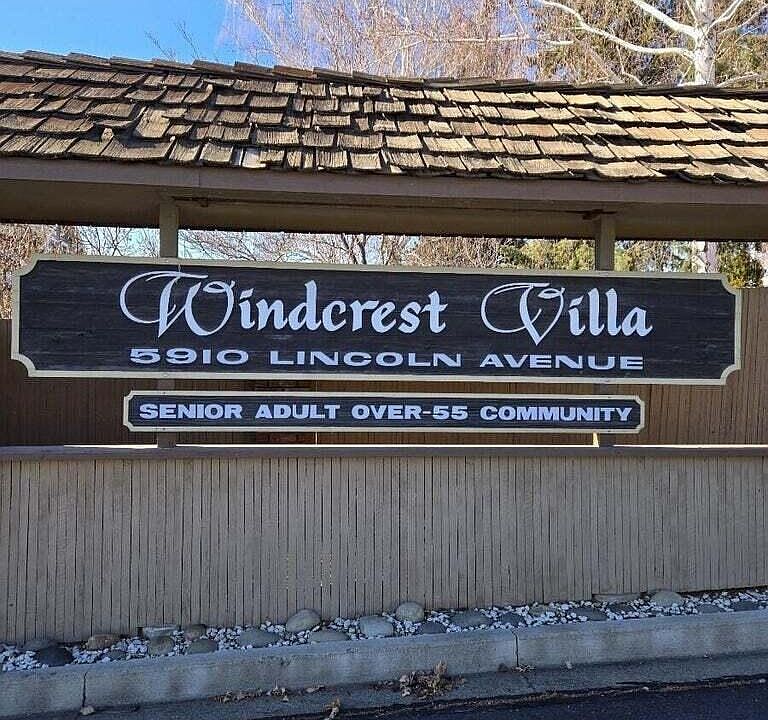 Windcrest Villa
5910 LINCOLN AVENUE
SENIOR ADULT OVER-55 COMMUNITY